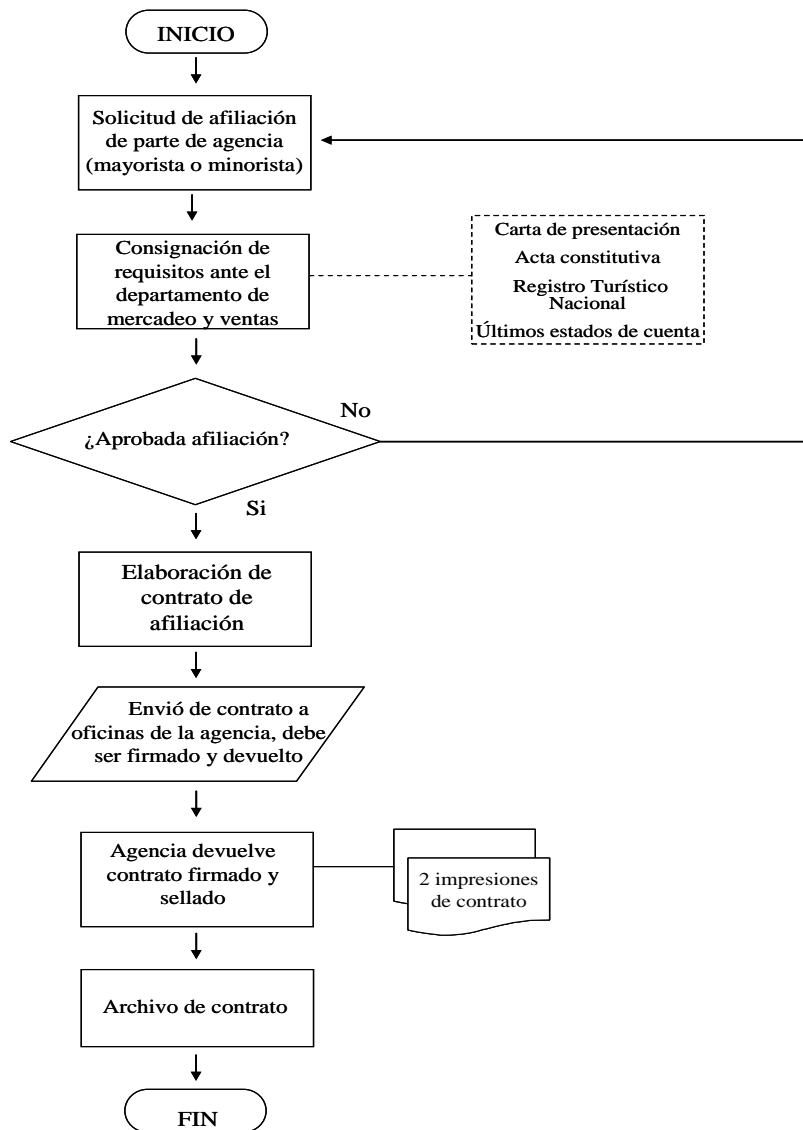 INICIO
Solicitud de afiliación
de parte de agencia
(mayorista o minorista)
Consignación de
requisitos ante el
departamento de
mercadeo y ventas
Carta de presentación
Acta constitutiva
Registro Turístico
Nacional
Últimos estados de cuenta
No
¿Aprobada afiliación?
Si
Elaboración de
contrato de
afiliación
Envió de contrato a
oficinas de la agencia, debe
ser firmado y devuelto
Agencia devuelve
contrato firmado y
sellado
2 impresiones
de contrato
Archivo de contrato
FIN